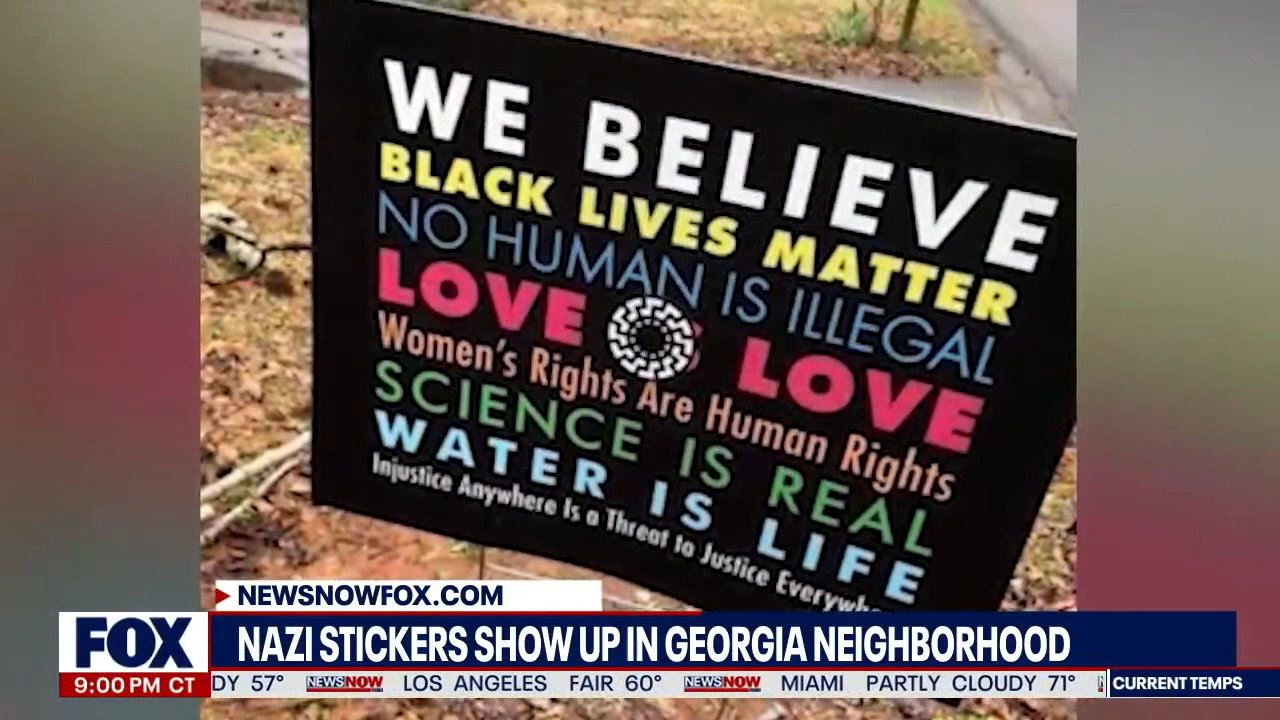 WE BELIEVE
BLACK LIVES MATTER
NO HUMAN IS ILLEGAL
LOVE LOVE
Women's Rights Are Human Rights
SCIENCE IS REAL
WATER IS LIFE
Injustice Anywhere Is a Threat to Justice
NEWSNOWFOX.COM
FOX
NAZI STICKERS SHOW UP IN GEORGIA NEIGHBORHOOD
9:00 PM CT
DY 57° NEWSNOW LOS ANGELES FAIR 60° NEWSNOW MIAMI PARTLY CLOUDY 71°
CURRENT TEMPS